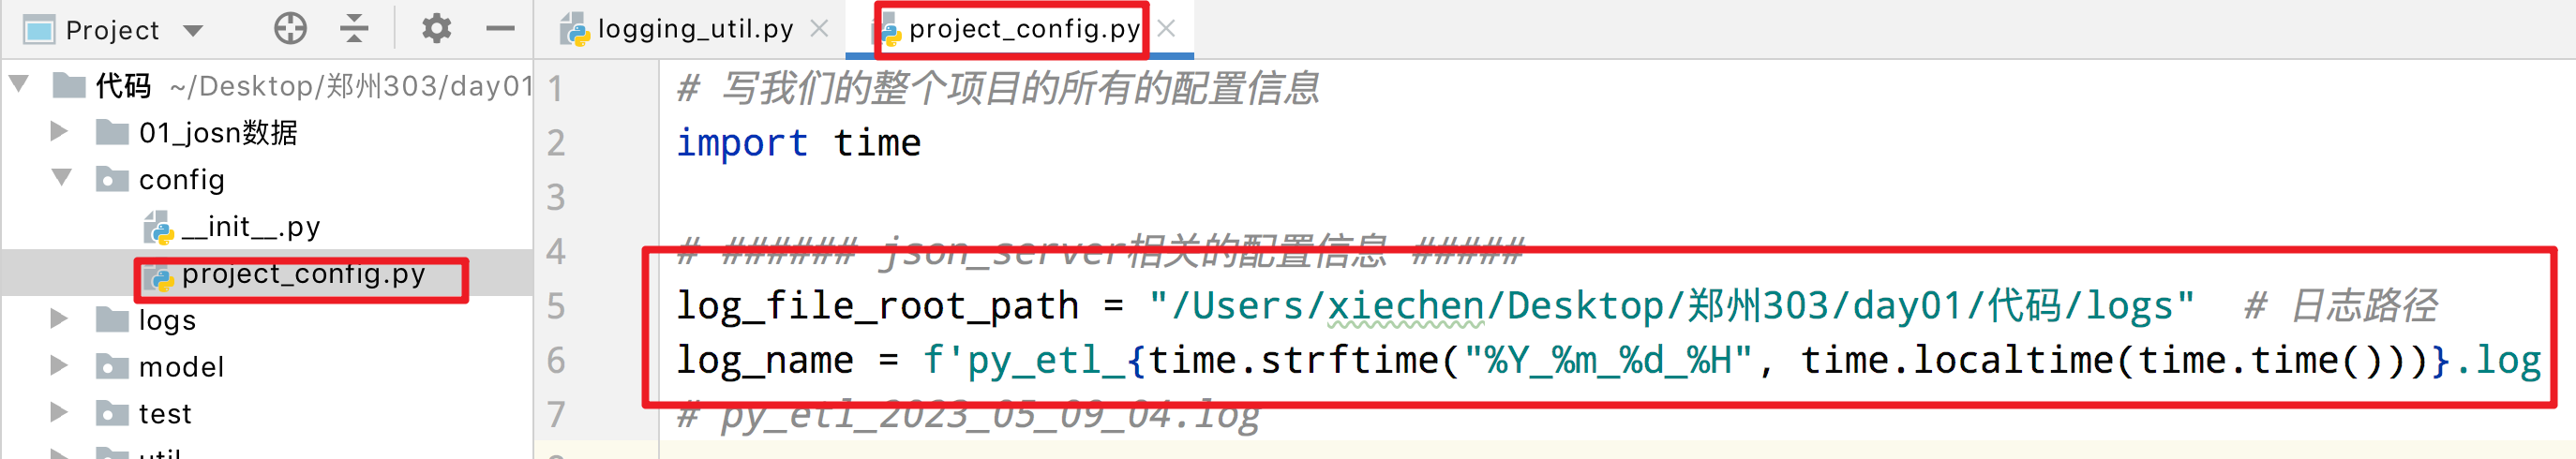 Project
logging_util.py
project_config.py
代码 ~/Desktop/郑州303/day01
01_josn数据
config
__init__.py
project_config.py
logs
model
test
util
1 # 写我们的整个项目的所有的配置信息
2 import time
3
4 # ###### json_server相关的配置信息 #####
5 log_file_root_path = "/Users/xiechen/Desktop/郑州303/day01/代码/logs" # 日志路径
6 log_name = f'py_etl_{time.strftime("%Y_%m_%d_%H", time.localtime(time.time()))}.log
7 # py_etl_2023_05_09_04.log